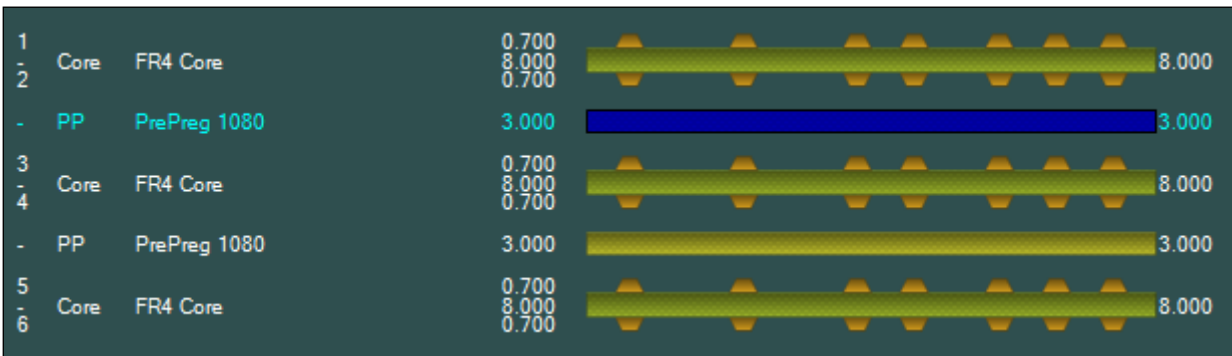 1 0.700
- Core FR4 Core 8.000 8.000
2 0.700
- PP PrePreg 1080 3.000 3.000
3 0.700
- Core FR4 Core 8.000 8.000
4 0.700
- PP PrePreg 1080 3.000 3.000
5 0.700
- Core FR4 Core 8.000 8.000
6 0.700